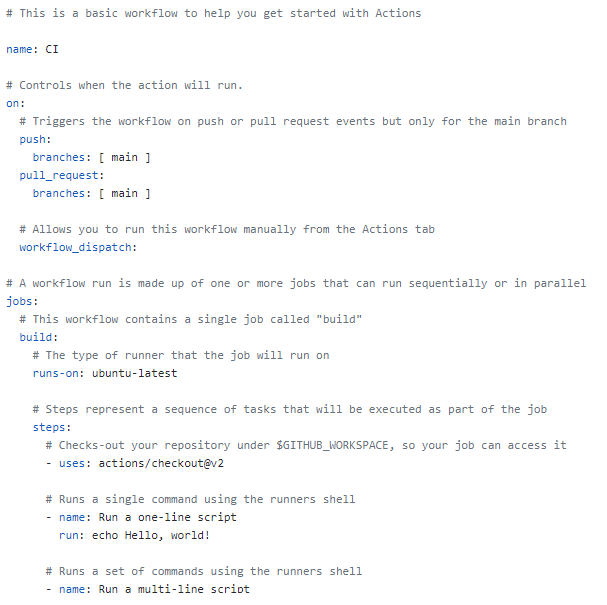 # This is a basic workflow to help you get started with Actions
name: CI
# Controls when the action will run.
on:
# Triggers the workflow on push or pull request events but only for the main branch
push:
branches: [ main ]
pull_request:
branches: [ main ]
# Allows you to run this workflow manually from the Actions tab
workflow_dispatch:
# A workflow run is made up of one or more jobs that can run sequentially or in parallel
jobs:
# This workflow contains a single job called "build"
build:
# The type of runner that the job will run on
runs-on: ubuntu-latest
# Steps represent a sequence of tasks that will be executed as part of the job
steps:
# Checks-out your repository under $GITHUB_WORKSPACE, so your job can access it
- uses: actions/checkout@v2
# Runs a single command using the runners shell
- name: Run a one-line script
run: echo Hello, world!
# Runs a set of commands using the runners shell
- name: Run a multi-line script